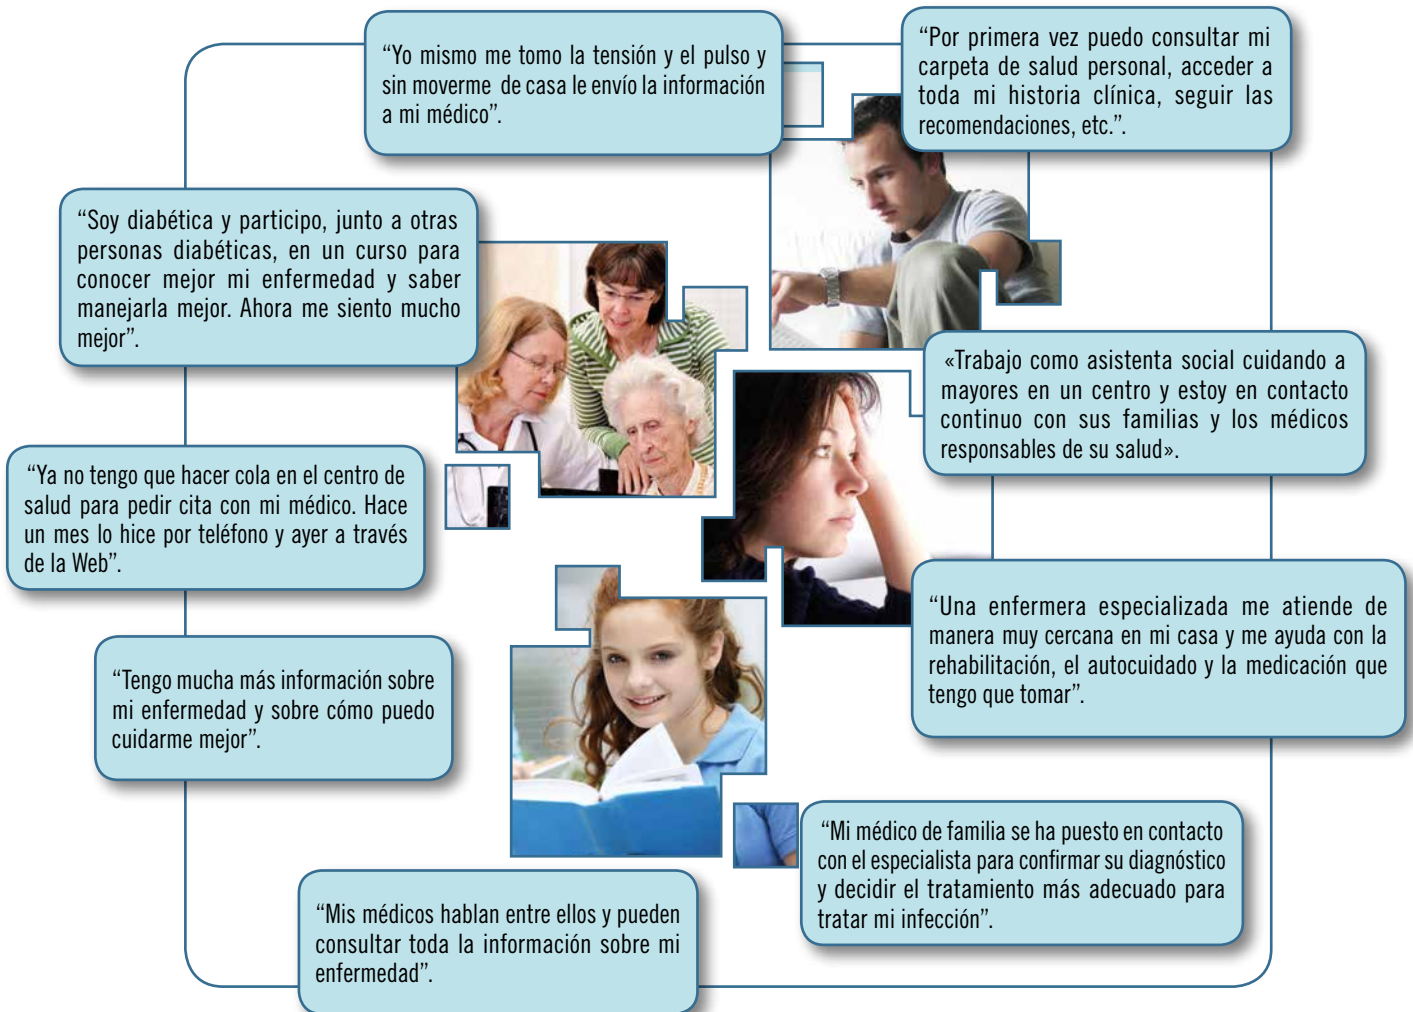 “Yo mismo me tomo la tensión y el pulso y
sin moverme de casa le envío la información
a mi médico”.
“Por primera vez puedo consultar mi
carpeta de salud personal, acceder a
toda mi historia clínica, seguir las
recomendaciones, etc.”.
“Soy diabética y participo, junto a otras
personas diabéticas, en un curso para
conocer mejor mi enfermedad y saber
manejarla mejor. Ahora me siento mucho
mejor”.
«Trabajo como asistenta social cuidando a
mayores en un centro y estoy en contacto
continuo con sus familias y los médicos
responsables de su salud».
“Ya no tengo que hacer cola en el centro de
salud para pedir cita con mi médico. Hace
un mes lo hice por teléfono y ayer a través
de la Web”.
“Una enfermera especializada me atiende de
manera muy cercana en mi casa y me ayuda con la
rehabilitación, el autocuidado y la medicación que
tengo que tomar”.
“Tengo mucha más información sobre
mi enfermedad y sobre cómo puedo
cuidarme mejor”.
“Mi médico de familia se ha puesto en contacto
con el especialista para confirmar su diagnóstico
y decidir el tratamiento más adecuado para
tratar mi infección”.
“Mis médicos hablan entre ellos y pueden
consultar toda la información sobre mi
enfermedad”.